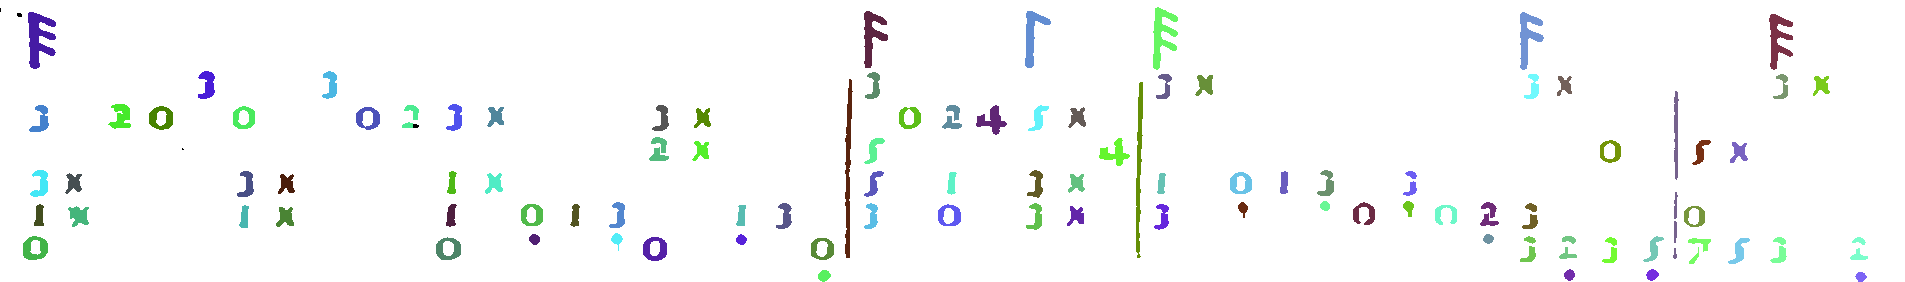 3 3 3 3 x 3 x 3 x
3 2 0 0 0 2 3 x 3 x 0 2 4 5 x
2 x 5 4 0 5 x
3 x 3 x 1 x 5 1 3 x 1 0 1 3 3
1 x 1 x 1 0 1 3 1 3 3 0 3 x 3 0 0 2 3 0
0 0 0 0 3 2 3 5 7 5 3 2